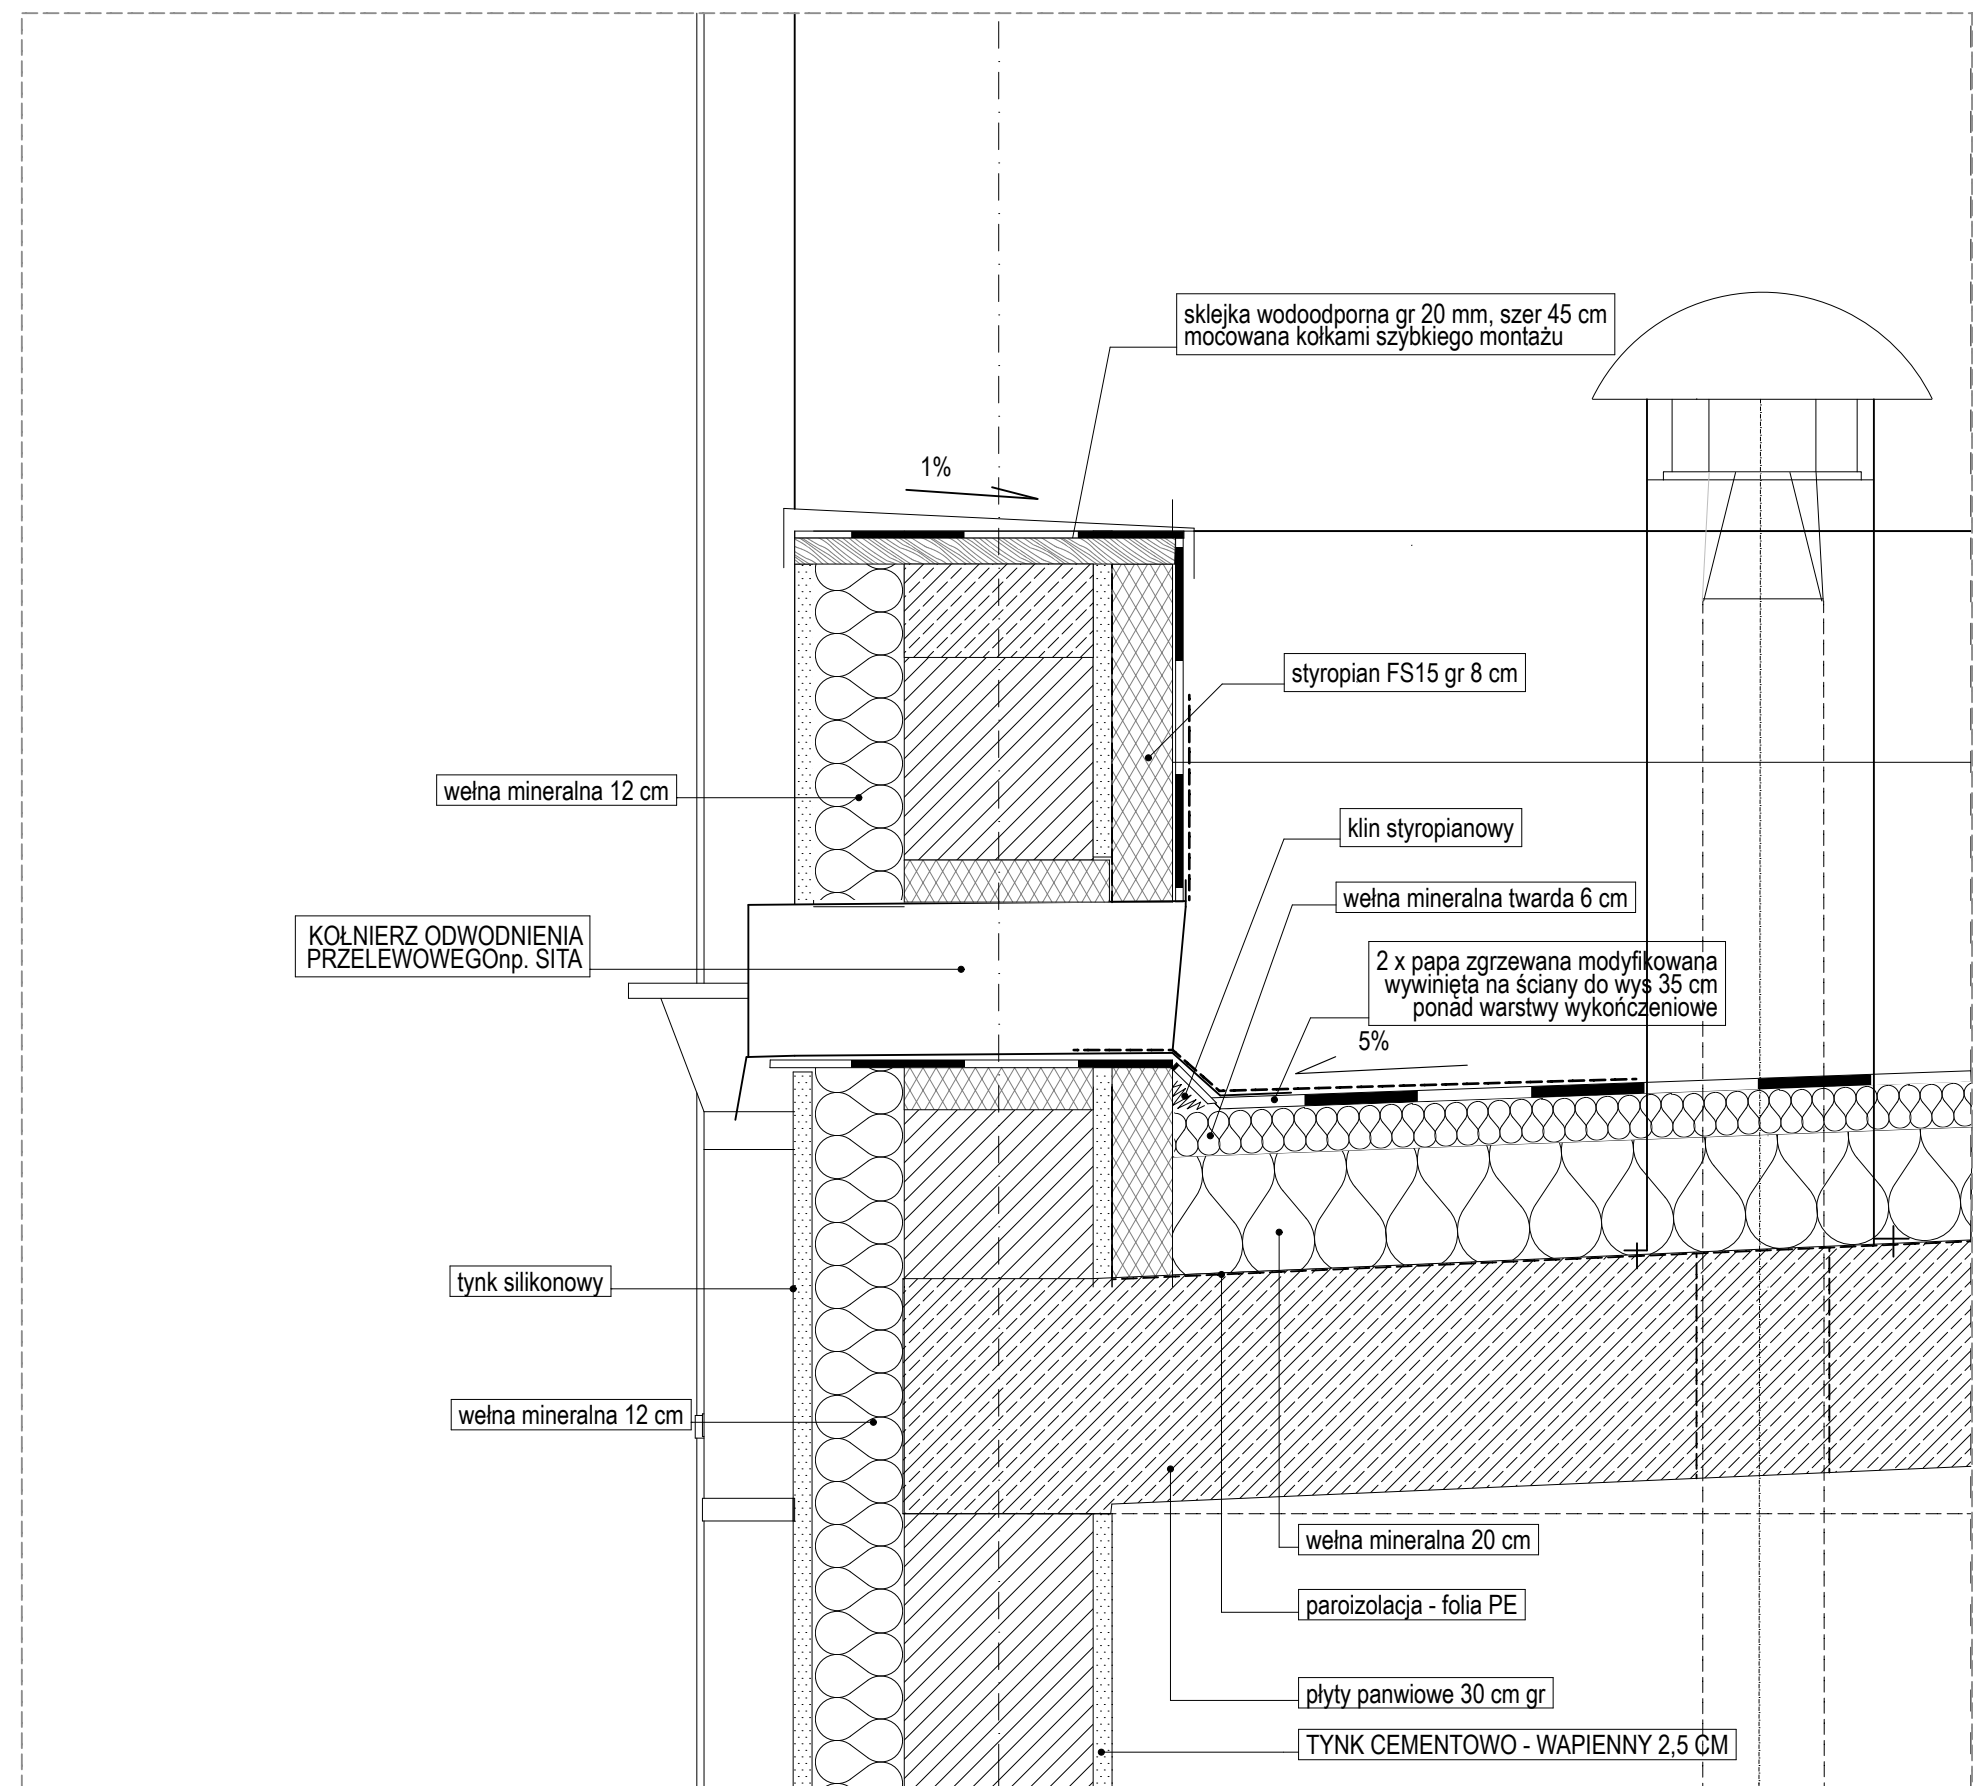 sklejka wodoodporna gr 20 mm, szer 45 cm
mocowana kołkami szybkiego montażu
1%
styropian FS15 gr 8 cm
wełna mineralna 12 cm
klin styropianowy
wełna mineralna twarda 6 cm
KOŁNIERZ ODWODNIENIA
PRZELEWOWEGOnp. SITA
2 x papa zgrzewana modyfikowana
wywinięta na ściany do wys 35 cm
ponad warstwy wykończeniowe
5%
tynk silikonowy
wełna mineralna 12 cm
wełna mineralna 20 cm
paroizolacja - folia PE
płyty panwiowe 30 cm gr
TYNK CEMENTOWO - WAPIENNY 2,5 CM